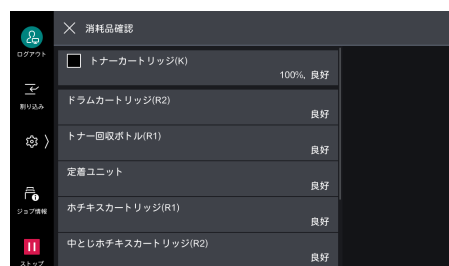 消耗品確認
ログアウト
トナーカートリッジ(K)
100%, 良好
割り込み
ドラムカートリッジ(R2)
良好
トナー回収ボトル(R1)
良好
定着ユニット
良好
ジョブ情報
ホチキスカートリッジ(R1)
良好
中とじホチキスカートリッジ(R2)
良好
ストップ